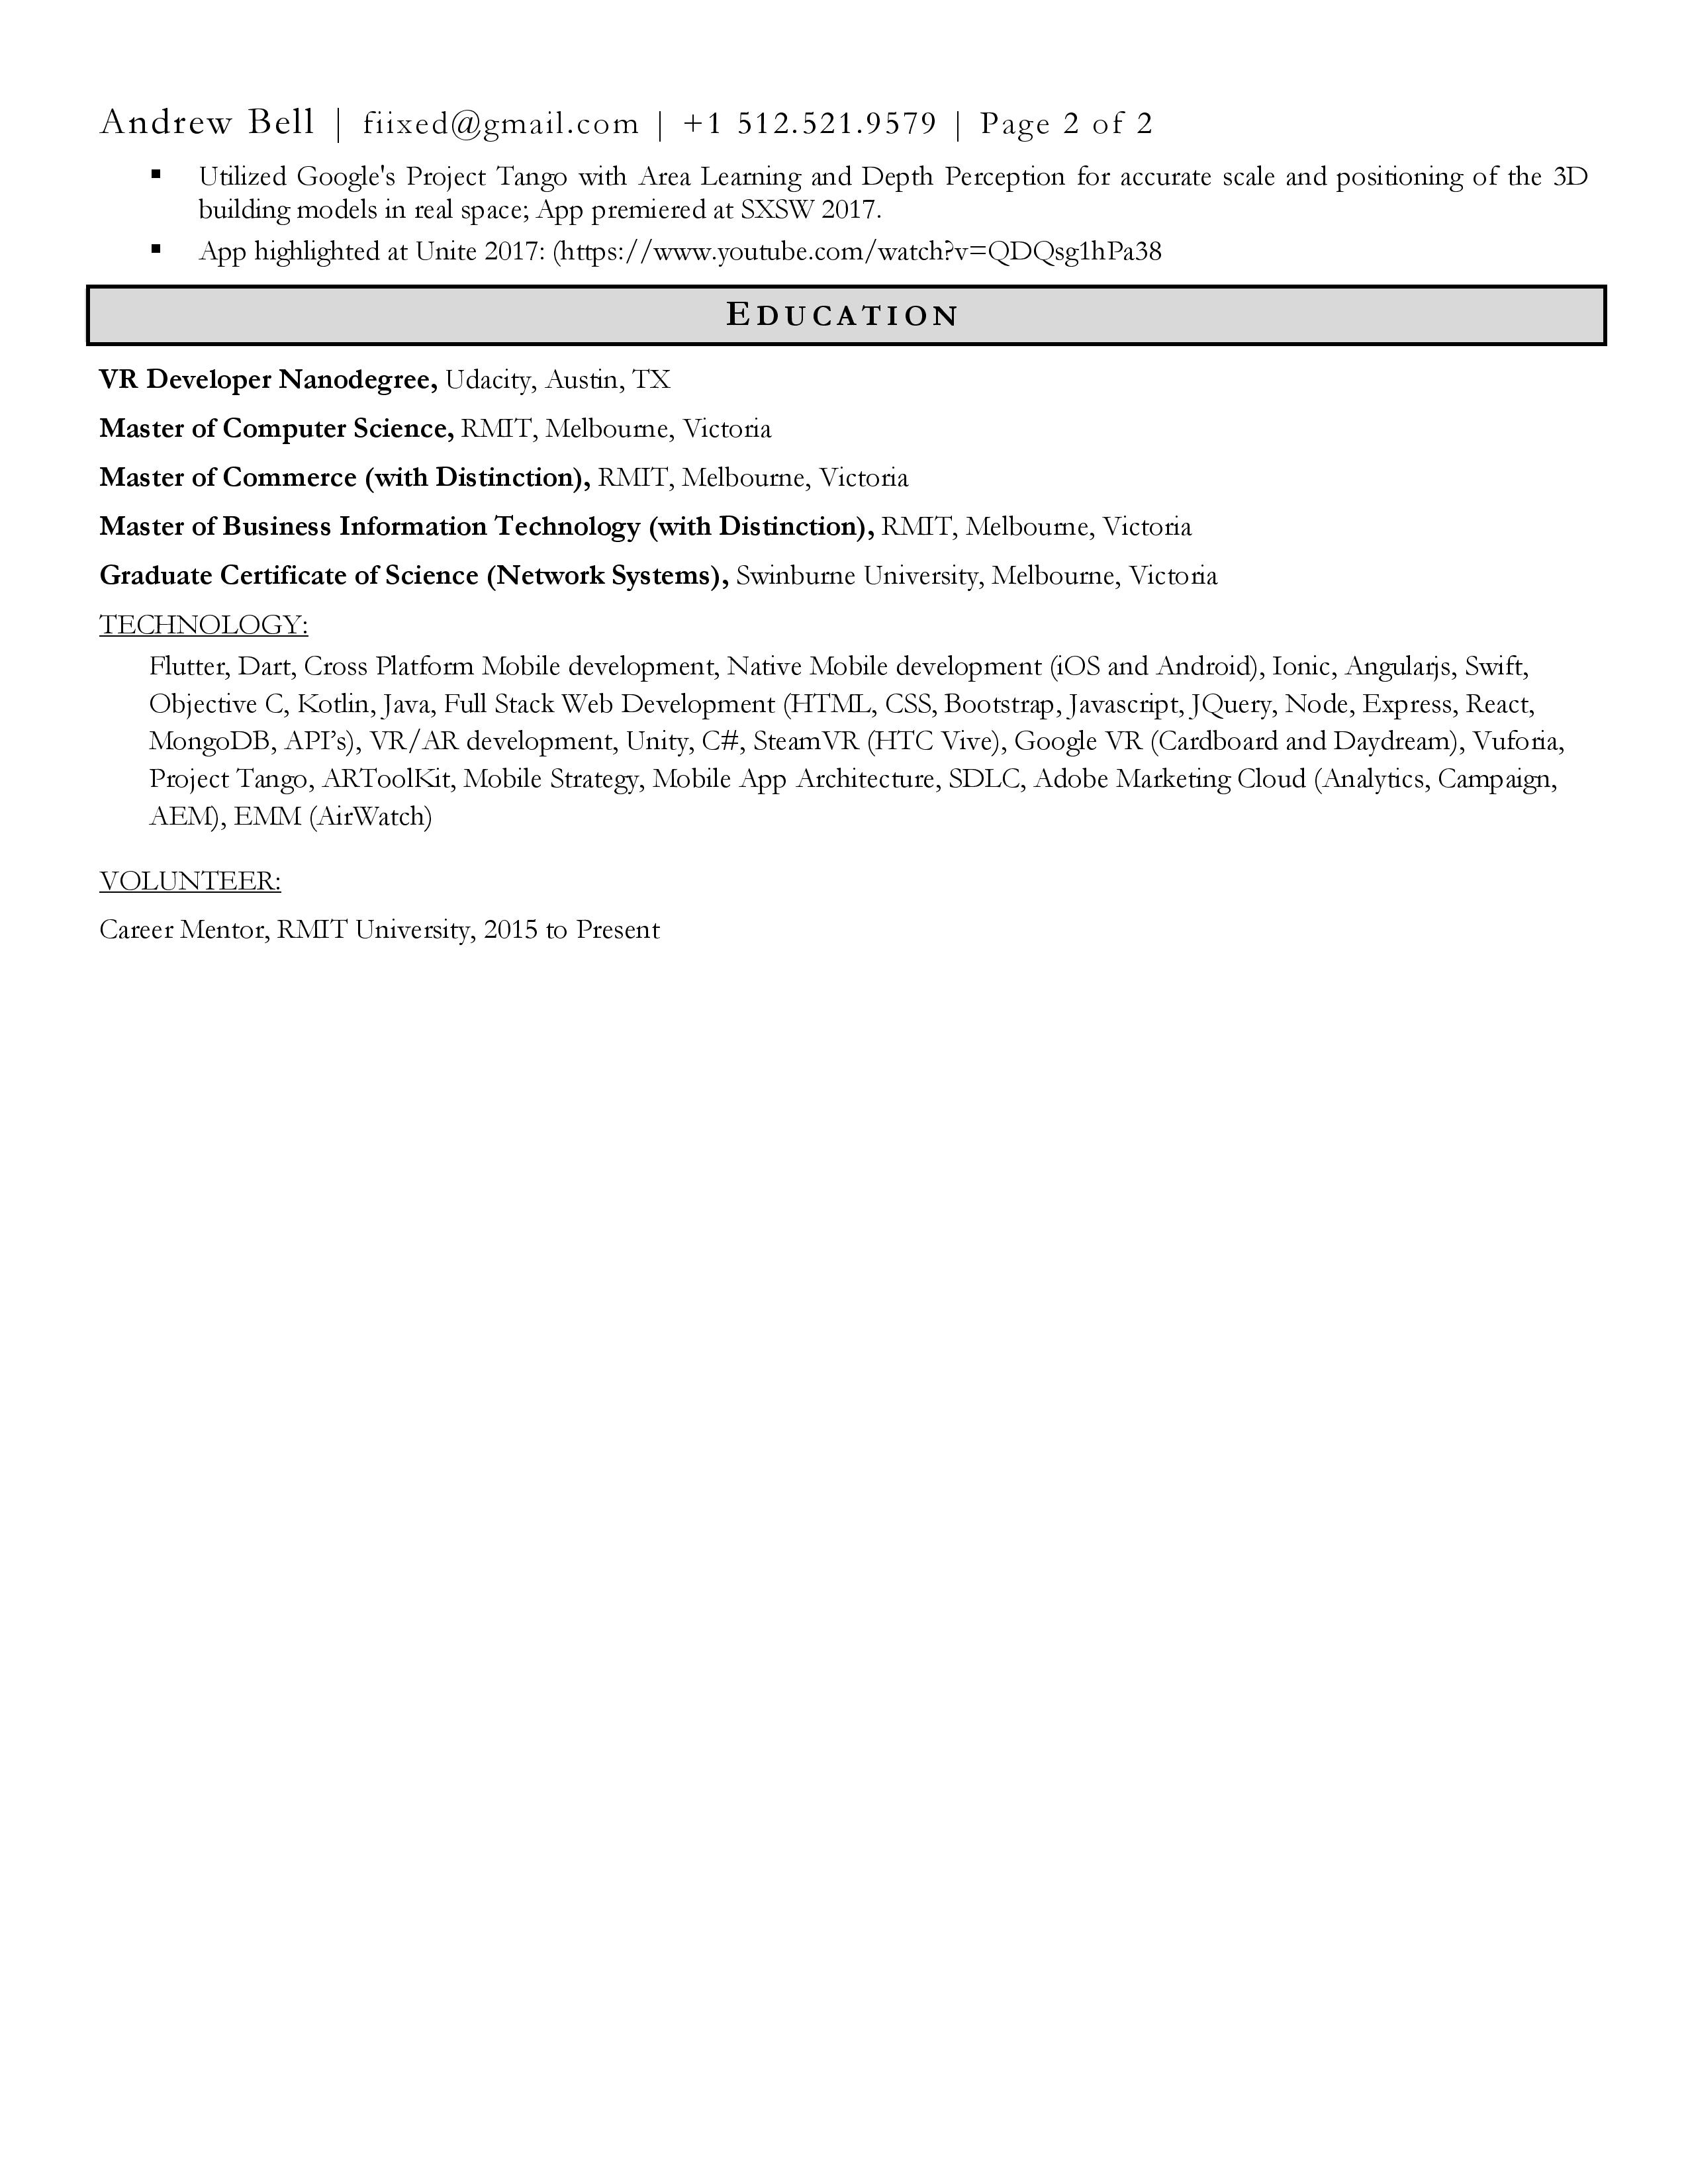 Andrew Bell | fiixed@gmail.com | +1 512.521.9579 | Page 2 of 2
▪ Utilized Google's Project Tango with Area Learning and Depth Perception for accurate scale and positioning of the 3D
building models in real space; App premiered at SXSW 2017.
▪ App highlighted at Unite 2017: (https://www.youtube.com/watch?v=QDQsg1hPa38
EDUCATION
VR Developer Nanodegree, Udacity, Austin, TX
Master of Computer Science, RMIT, Melbourne, Victoria
Master of Commerce (with Distinction), RMIT, Melbourne, Victoria
Master of Business Information Technology (with Distinction), RMIT, Melbourne, Victoria
Graduate Certificate of Science (Network Systems), Swinburne University, Melbourne, Victoria
TECHNOLOGY:
Flutter, Dart, Cross Platform Mobile development, Native Mobile development (iOS and Android), Ionic, Angularjs, Swift,
Objective C, Kotlin, Java, Full Stack Web Development (HTML, CSS, Bootstrap, Javascript, JQuery, Node, Express, React,
MongoDB, API’s), VR/AR development, Unity, C#, SteamVR (HTC Vive), Google VR (Cardboard and Daydream), Vuforia,
Project Tango, ARToolKit, Mobile Strategy, Mobile App Architecture, SDLC, Adobe Marketing Cloud (Analytics, Campaign,
AEM), EMM (AirWatch)
VOLUNTEER:
Career Mentor, RMIT University, 2015 to Present